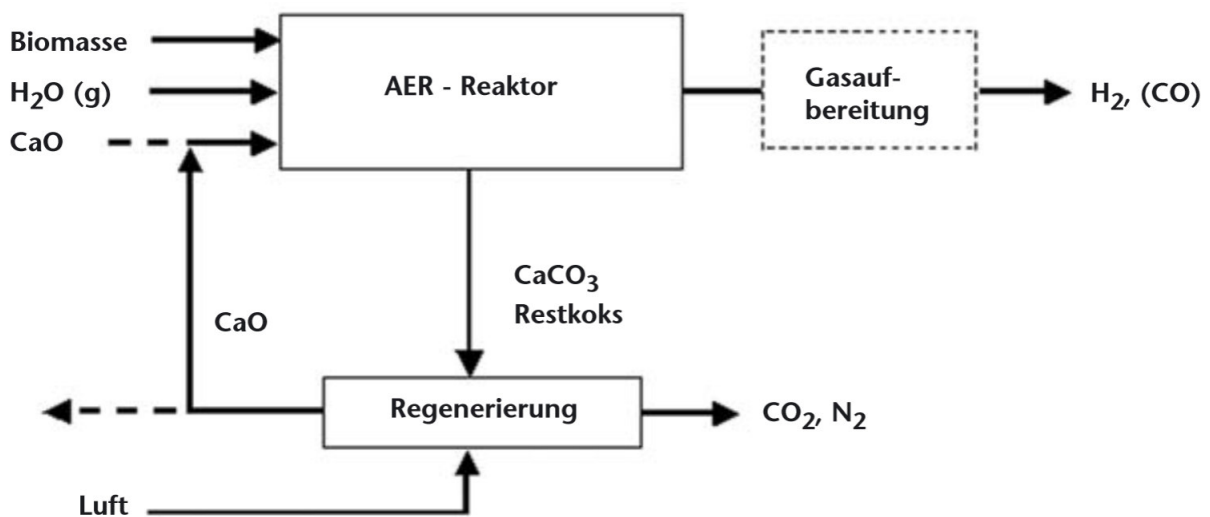 Biomasse
H₂O (g)
CaO
AER - Reaktor
Gasauf-
bereitung
H₂, (CO)
CaCO₃
Restkoks
CaO
Regenerierung
CO₂, N₂
Luft